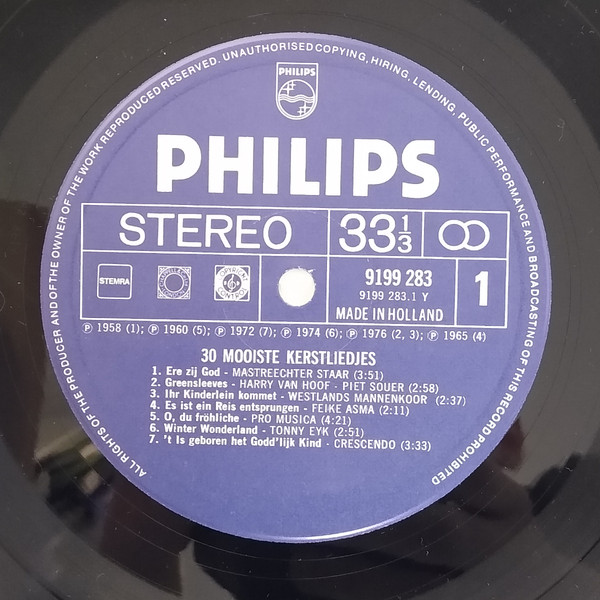 ALL RIGHTS OF THE PRODUCER AND OF THE OWNER OF THE WORK REPRODUCED RESERVED. UNAUTHORISED COPYING, HIRING, LENDING, PUBLIC PERFORMANCE AND BROADCASTING OF THIS RECORD PROHIBITED
PHILIPS
PHILIPS
STEREO 33 1/3
STEMRA COPYRIGHT CONTROL 9199 283 1
9199 283.1 Y
MADE IN HOLLAND
℗ 1958 (1); ℗ 1960 (5); ℗ 1972 (7); ℗ 1974 (6); ℗ 1976 (2, 3); ℗ 1965 (4)
30 MOOISTE KERSTLIEDJES
1. Ere zij God - MASTREECHTER STAAR (3:51)
2. Greensleeves - HARRY VAN HOOF - PIET SOUER (2:58)
3. Ihr Kinderlein kommet - WESTLANDS MANNENKOOR (2:37)
4. Es ist ein Reis entsprungen - FEIKE ASMA (2:11)
5. O, du fröhliche - PRO MUSICA (4:21)
6. Winter Wonderland - TONNY EYK (2:51)
7. 't Is geboren het Godd'lijk Kind - CRESCENDO (3:33)